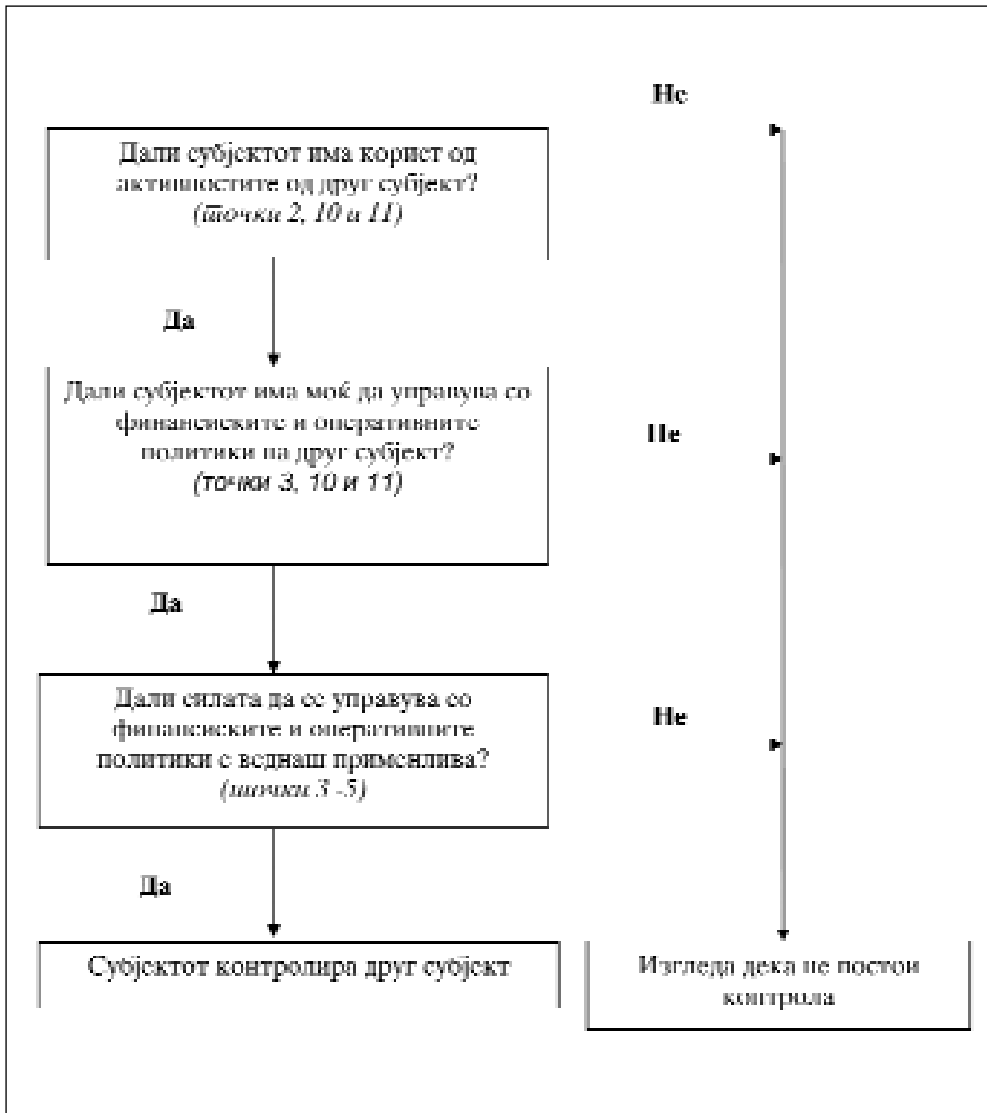 Не
Дали субјектот има корист од
активностите од друг субјект?
(точки 2, 10 и 11)
Да
Дали субјектот има моќ да управува со
финансиските и оперативните
политики на друг субјект?
(точки 3, 10 и 11)
Не
Да
Дали силата да се управува со
финансиските и оперативните
политики е веднаш применлива?
(точки 3 -5)
Не
Да
Субјектот контролира друг субјект
Изгледа дека не постои
контрола